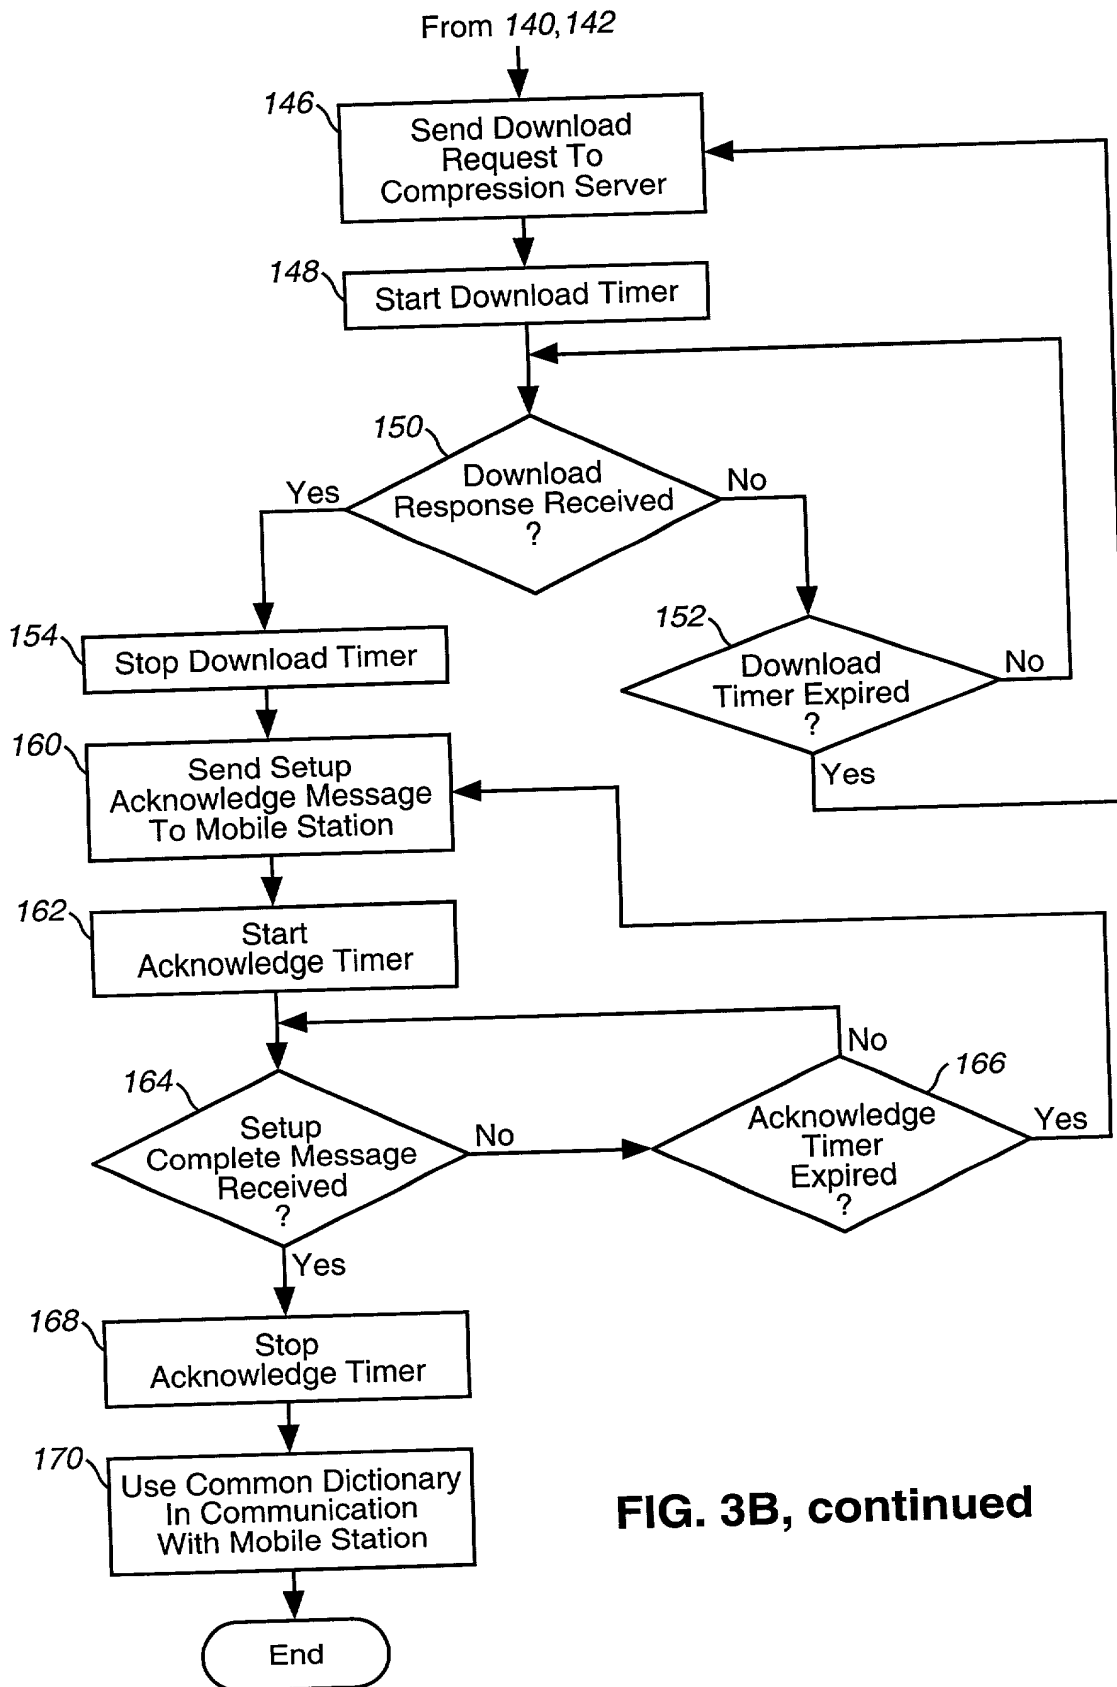 From 140, 142
146
Send Download
Request To
Compression Server
148
Start Download Timer
150
Download
Response Received
?
Yes
No
154
Stop Download Timer
152
Download
Timer Expired
?
No
Yes
160
Send Setup
Acknowledge Message
To Mobile Station
162
Start
Acknowledge Timer
164
Setup
Complete Message
Received
?
No
Yes
166
Acknowledge
Timer
Expired
?
No
Yes
168
Stop
Acknowledge Timer
170
Use Common Dictionary
In Communication
With Mobile Station
End
FIG. 3B, continued